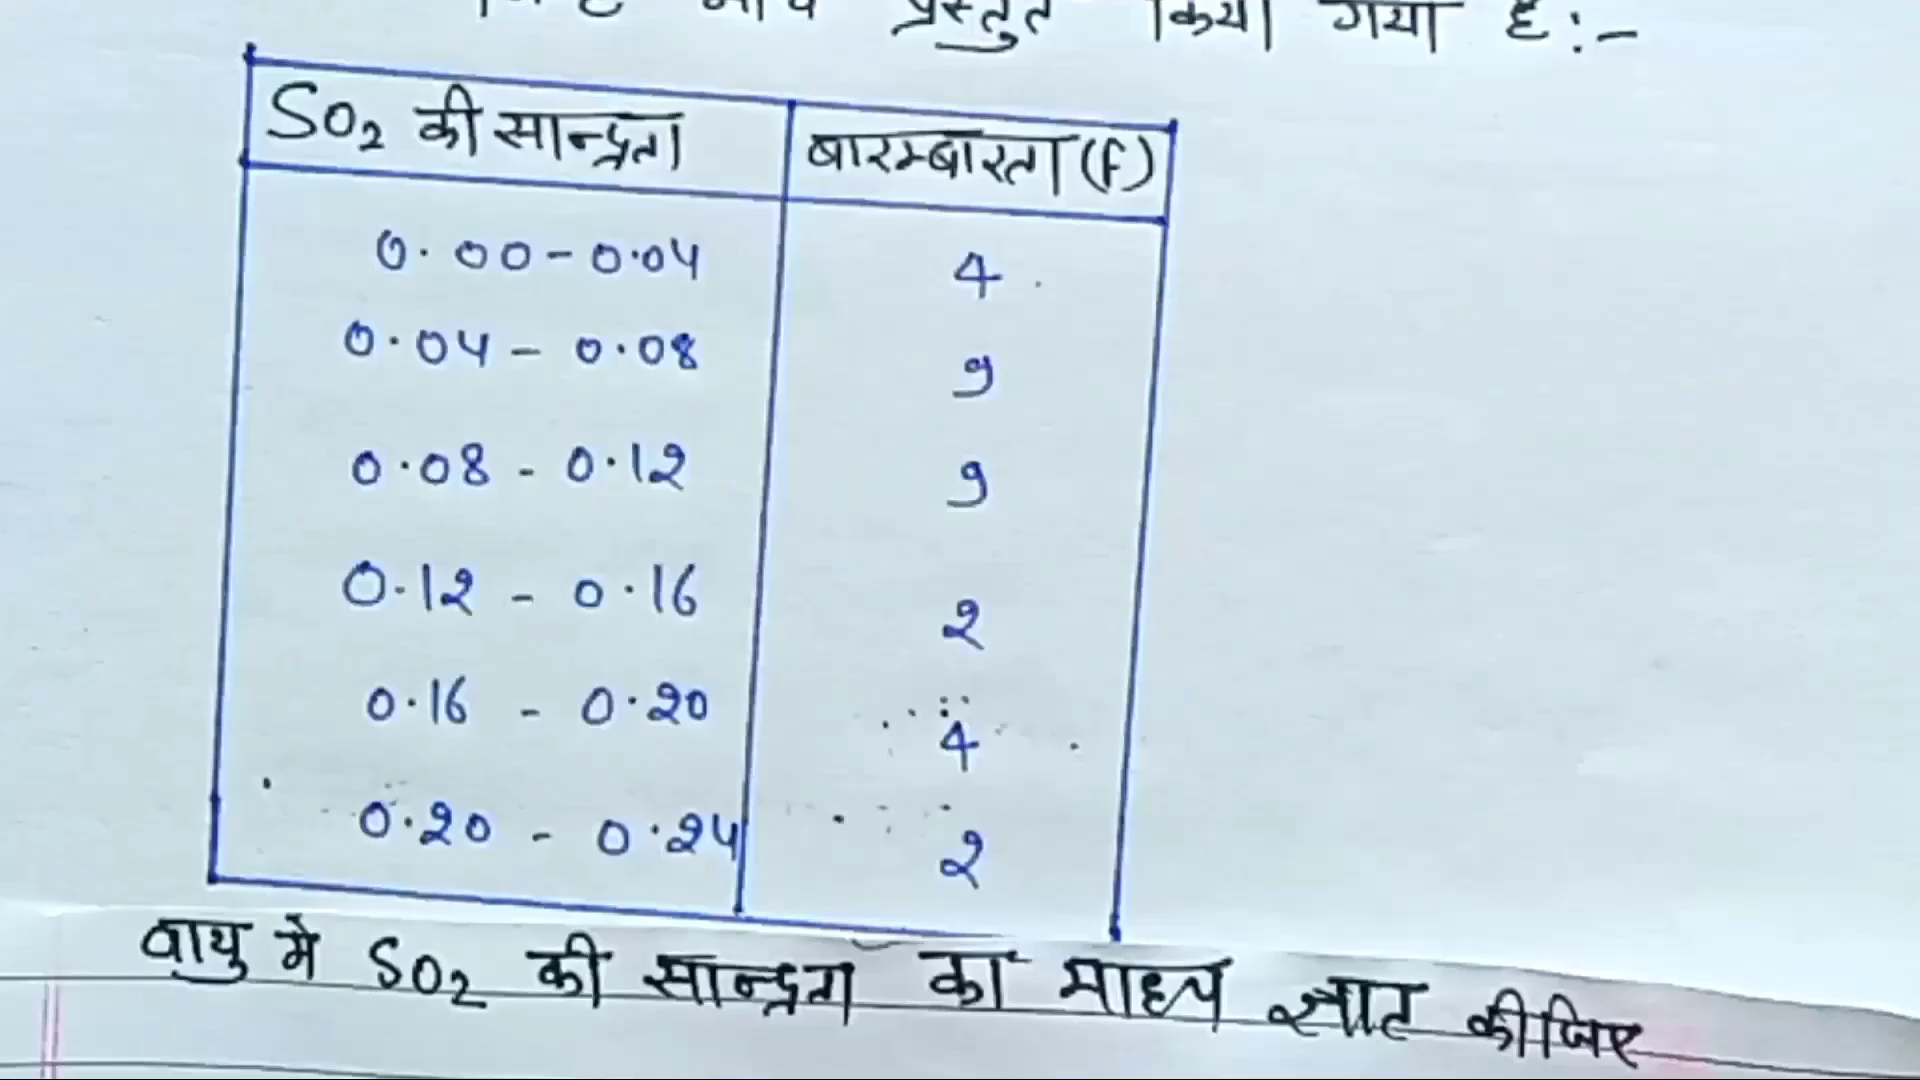 प्रस्तुत किया गया है:-
SO2 की सान्द्रता बारम्बारता (f)
0.00-0.04 4
0.04 - 0.08 9
0.08 - 0.12 9
0.12 - 0.16 2
0.16 - 0.20 4
0.20 - 0.24 2
वायु मे SO2 की सान्द्रता का माध्य ज्ञात कीजिए